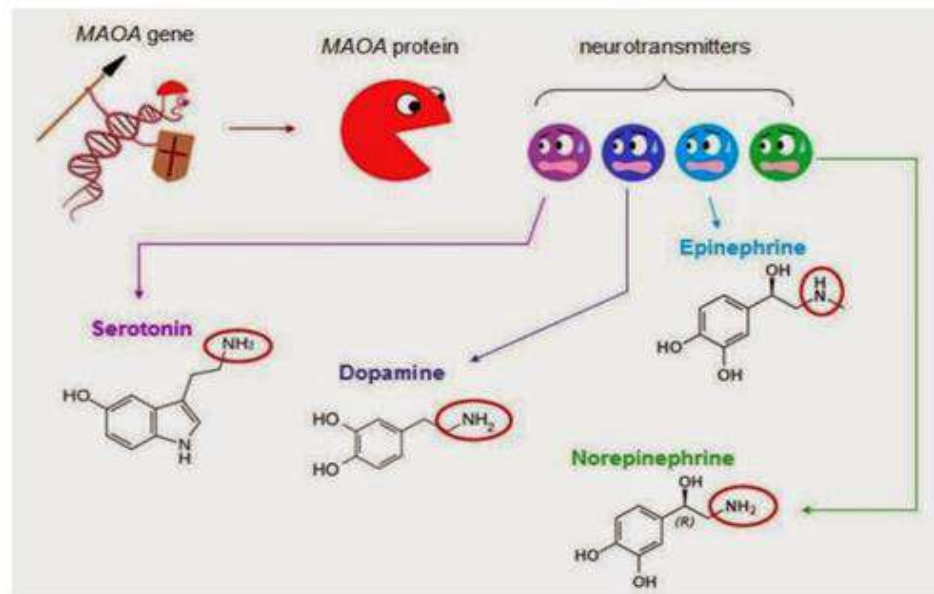 MAOA gene
MAOA protein
neurotransmitters
Epinephrine
OH
H
N
HO
OH
Serotonin
NH2
HO
N
H
Dopamine
HO
NH2
HO
Norepinephrine
OH
NH2
(R)
HO
OH